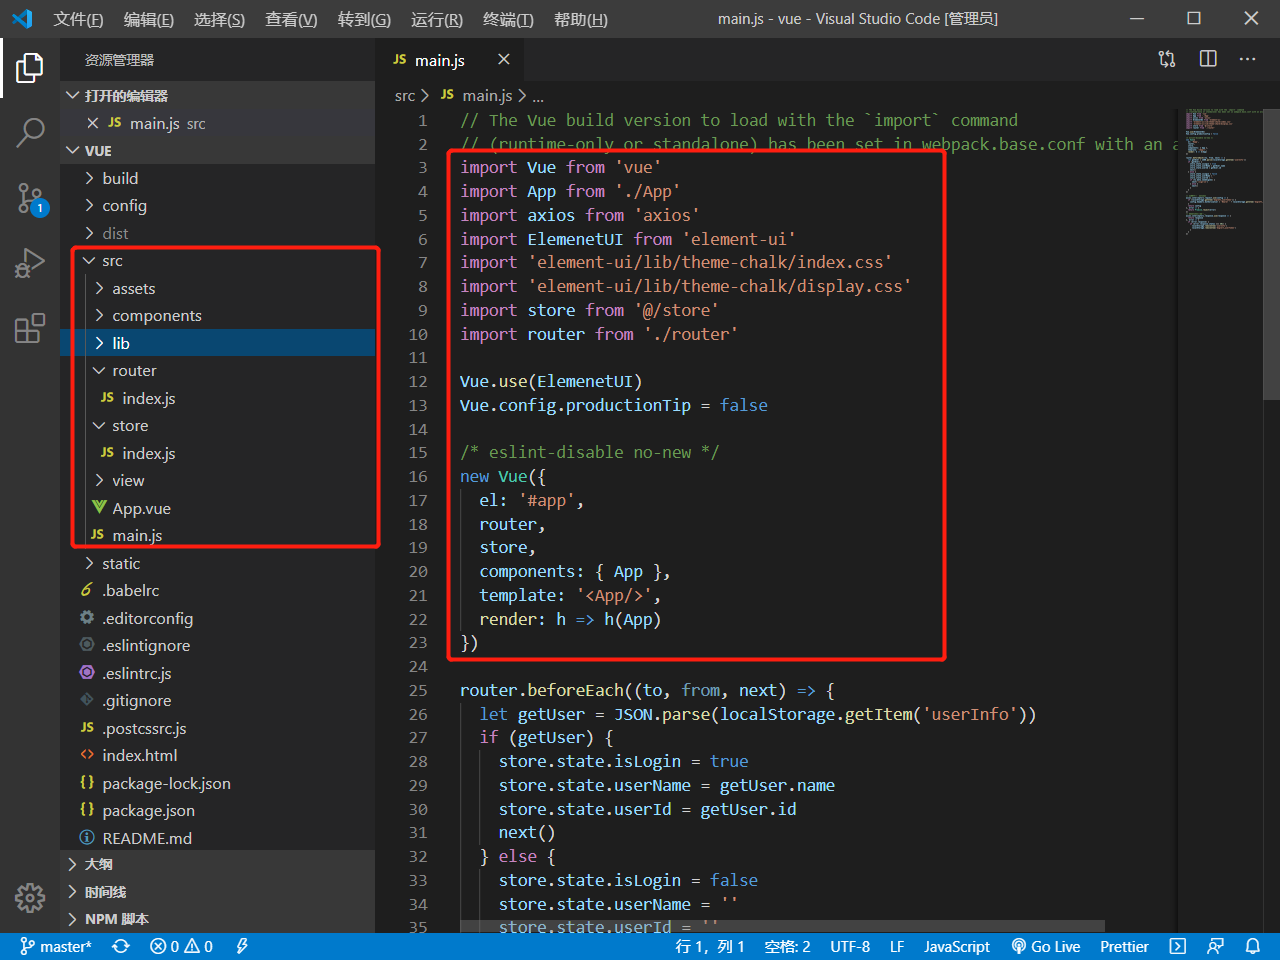 文件(F) 编辑(E) 选择(S) 查看(V) 转到(G) 运行(R) 终端(T) 帮助(H) main.js - vue - Visual Studio Code [管理员]
资源管理器
打开的编辑器
JS main.js src
VUE
build
config
dist
src
assets
components
lib
router
JS index.js
store
JS index.js
view
App.vue
JS main.js
static
.babelrc
.editorconfig
.eslintignore
.eslintrc.js
.gitignore
JS .postcssrc.js
index.html
package-lock.json
package.json
README.md
大纲
时间线
NPM 脚本
1
JS main.js
src > JS main.js > ...
1 // The Vue build version to load with the `import` command
2 // (runtime-only or standalone) has been set in webpack.base.conf with an a
3 import Vue from 'vue'
4 import App from './App'
5 import axios from 'axios'
6 import ElemenetUI from 'element-ui'
7 import 'element-ui/lib/theme-chalk/index.css'
8 import 'element-ui/lib/theme-chalk/display.css'
9 import store from '@/store'
10 import router from './router'
11
12 Vue.use(ElemenetUI)
13 Vue.config.productionTip = false
14
15 /* eslint-disable no-new */
16 new Vue({
17 el: '#app',
18 router,
19 store,
20 components: { App },
21 template: '<App/>',
22 render: h => h(App)
23 })
24
25 router.beforeEach((to, from, next) => {
26 let getUser = JSON.parse(localStorage.getItem('userInfo'))
27 if (getUser) {
28 store.state.isLogin = true
29 store.state.userName = getUser.name
30 store.state.userId = getUser.id
31 next()
32 } else {
33 store.state.isLogin = false
34 store.state.userName = ''
35 store.state.userId = ''
master* 0 0 行 1，列 1 空格: 2 UTF-8 LF JavaScript Go Live Prettier